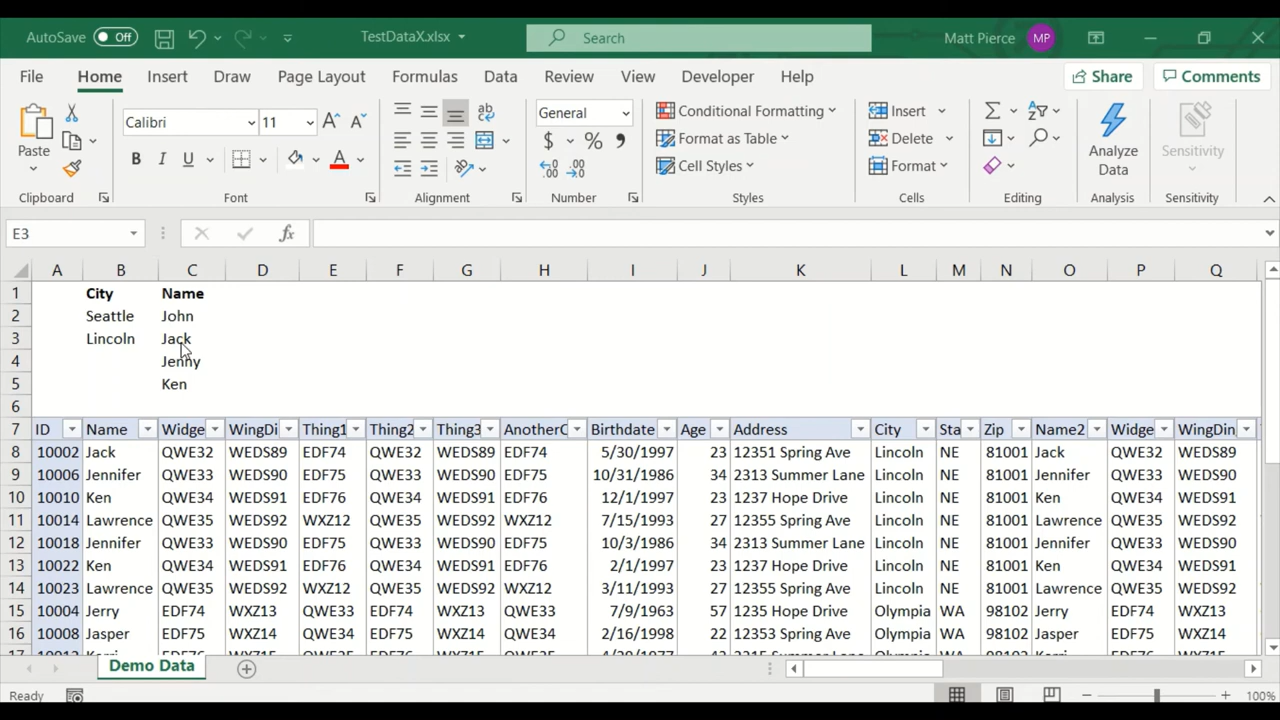 AutoSave Off TestDataX.xlsx Search Matt Pierce MP
File Home Insert Draw Page Layout Formulas Data Review View Developer Help Share Comments
Paste Calibri 11 A A General Conditional Formatting Insert Analyze Data Sensitivity
B I U A $ % , Format as Table Delete
Cell Styles Format
Clipboard Font Alignment Number Styles Cells Editing Analysis Sensitivity
E3 fx
A B C D E F G H I J K L M N O P Q
1 City Name
2 Seattle John
3 Lincoln Jack
4 Jenny
5 Ken
6
7 ID Name Widge WingDi Thing1 Thing2 Thing3 AnotherC Birthdate Age Address City Sta Zip Name2 Widge WingDin
8 10002 Jack QWE32 WEDS89 EDF74 QWE32 WEDS89 EDF74 5/30/1997 23 12351 Spring Ave Lincoln NE 81001 Jack QWE32 WEDS89
9 10006 Jennifer QWE33 WEDS90 EDF75 QWE33 WEDS90 EDF75 10/31/1986 34 2313 Summer Lane Lincoln NE 81001 Jennifer QWE33 WEDS90
10 10010 Ken QWE34 WEDS91 EDF76 QWE34 WEDS91 EDF76 12/1/1997 23 1237 Hope Drive Lincoln NE 81001 Ken QWE34 WEDS91
11 10014 Lawrence QWE35 WEDS92 WXZ12 QWE35 WEDS92 WXZ12 7/15/1993 27 12355 Spring Ave Lincoln NE 81001 Lawrence QWE35 WEDS92
12 10018 Jennifer QWE33 WEDS90 EDF75 QWE33 WEDS90 EDF75 10/3/1986 34 2313 Summer Lane Lincoln NE 81001 Jennifer QWE33 WEDS90
13 10022 Ken QWE34 WEDS91 EDF76 QWE34 WEDS91 EDF76 2/1/1997 23 1237 Hope Drive Lincoln NE 81001 Ken QWE34 WEDS91
14 10023 Lawrence QWE35 WEDS92 WXZ12 QWE35 WEDS92 WXZ12 3/11/1993 27 12355 Spring Ave Lincoln NE 81001 Lawrence QWE35 WEDS92
15 10004 Jerry EDF74 WXZ13 QWE33 EDF74 WXZ13 QWE33 7/9/1963 57 1235 Hope Drive Olympia WA 98102 Jerry EDF74 WXZ13
16 10008 Jasper EDF75 WXZ14 QWE34 EDF75 WXZ14 QWE34 2/16/1998 22 12353 Spring Ave Olympia WA 98102 Jasper EDF75 WXZ14
Demo Data
Ready 100%